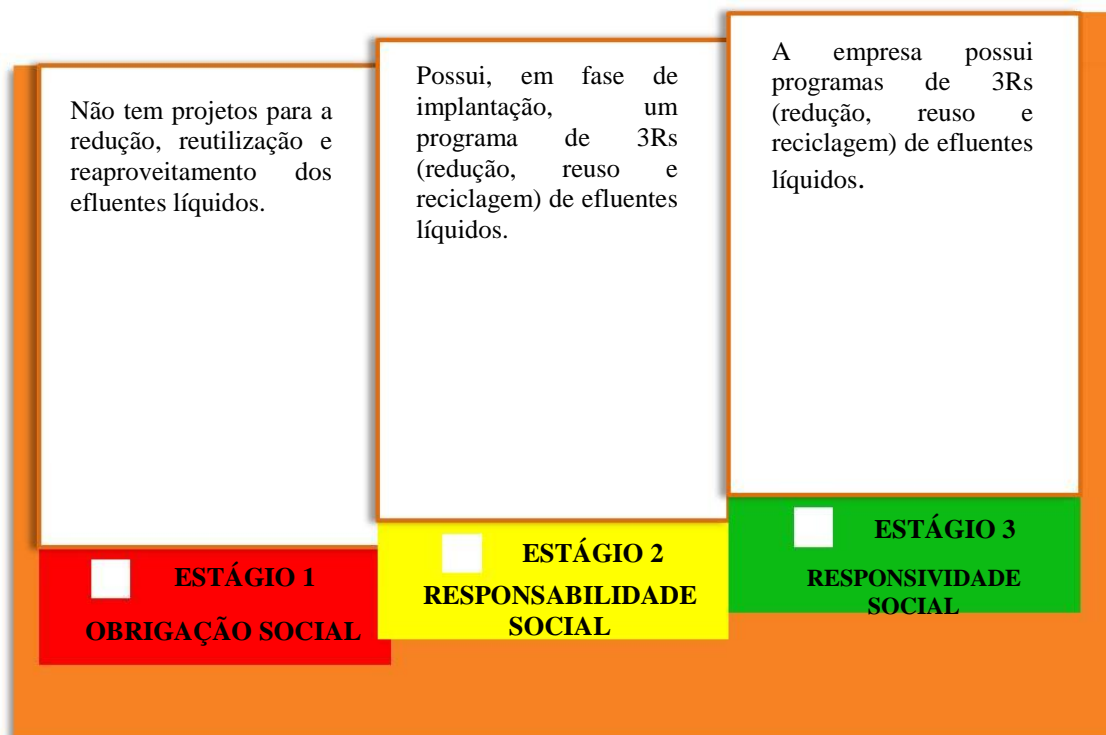 Não tem projetos para a
redução, reutilização e
reaproveitamento dos
efluentes líquidos.
ESTÁGIO 1
OBRIGAÇÃO SOCIAL
Possui, em fase de
implantação, um
programa de 3Rs
(redução, reuso e
reciclagem) de efluentes
líquidos.
ESTÁGIO 2
RESPONSABILIDADE
SOCIAL
A empresa possui
programas de 3Rs
(redução, reuso e
reciclagem) de efluentes
líquidos.
ESTÁGIO 3
RESPONSIVIDADE
SOCIAL